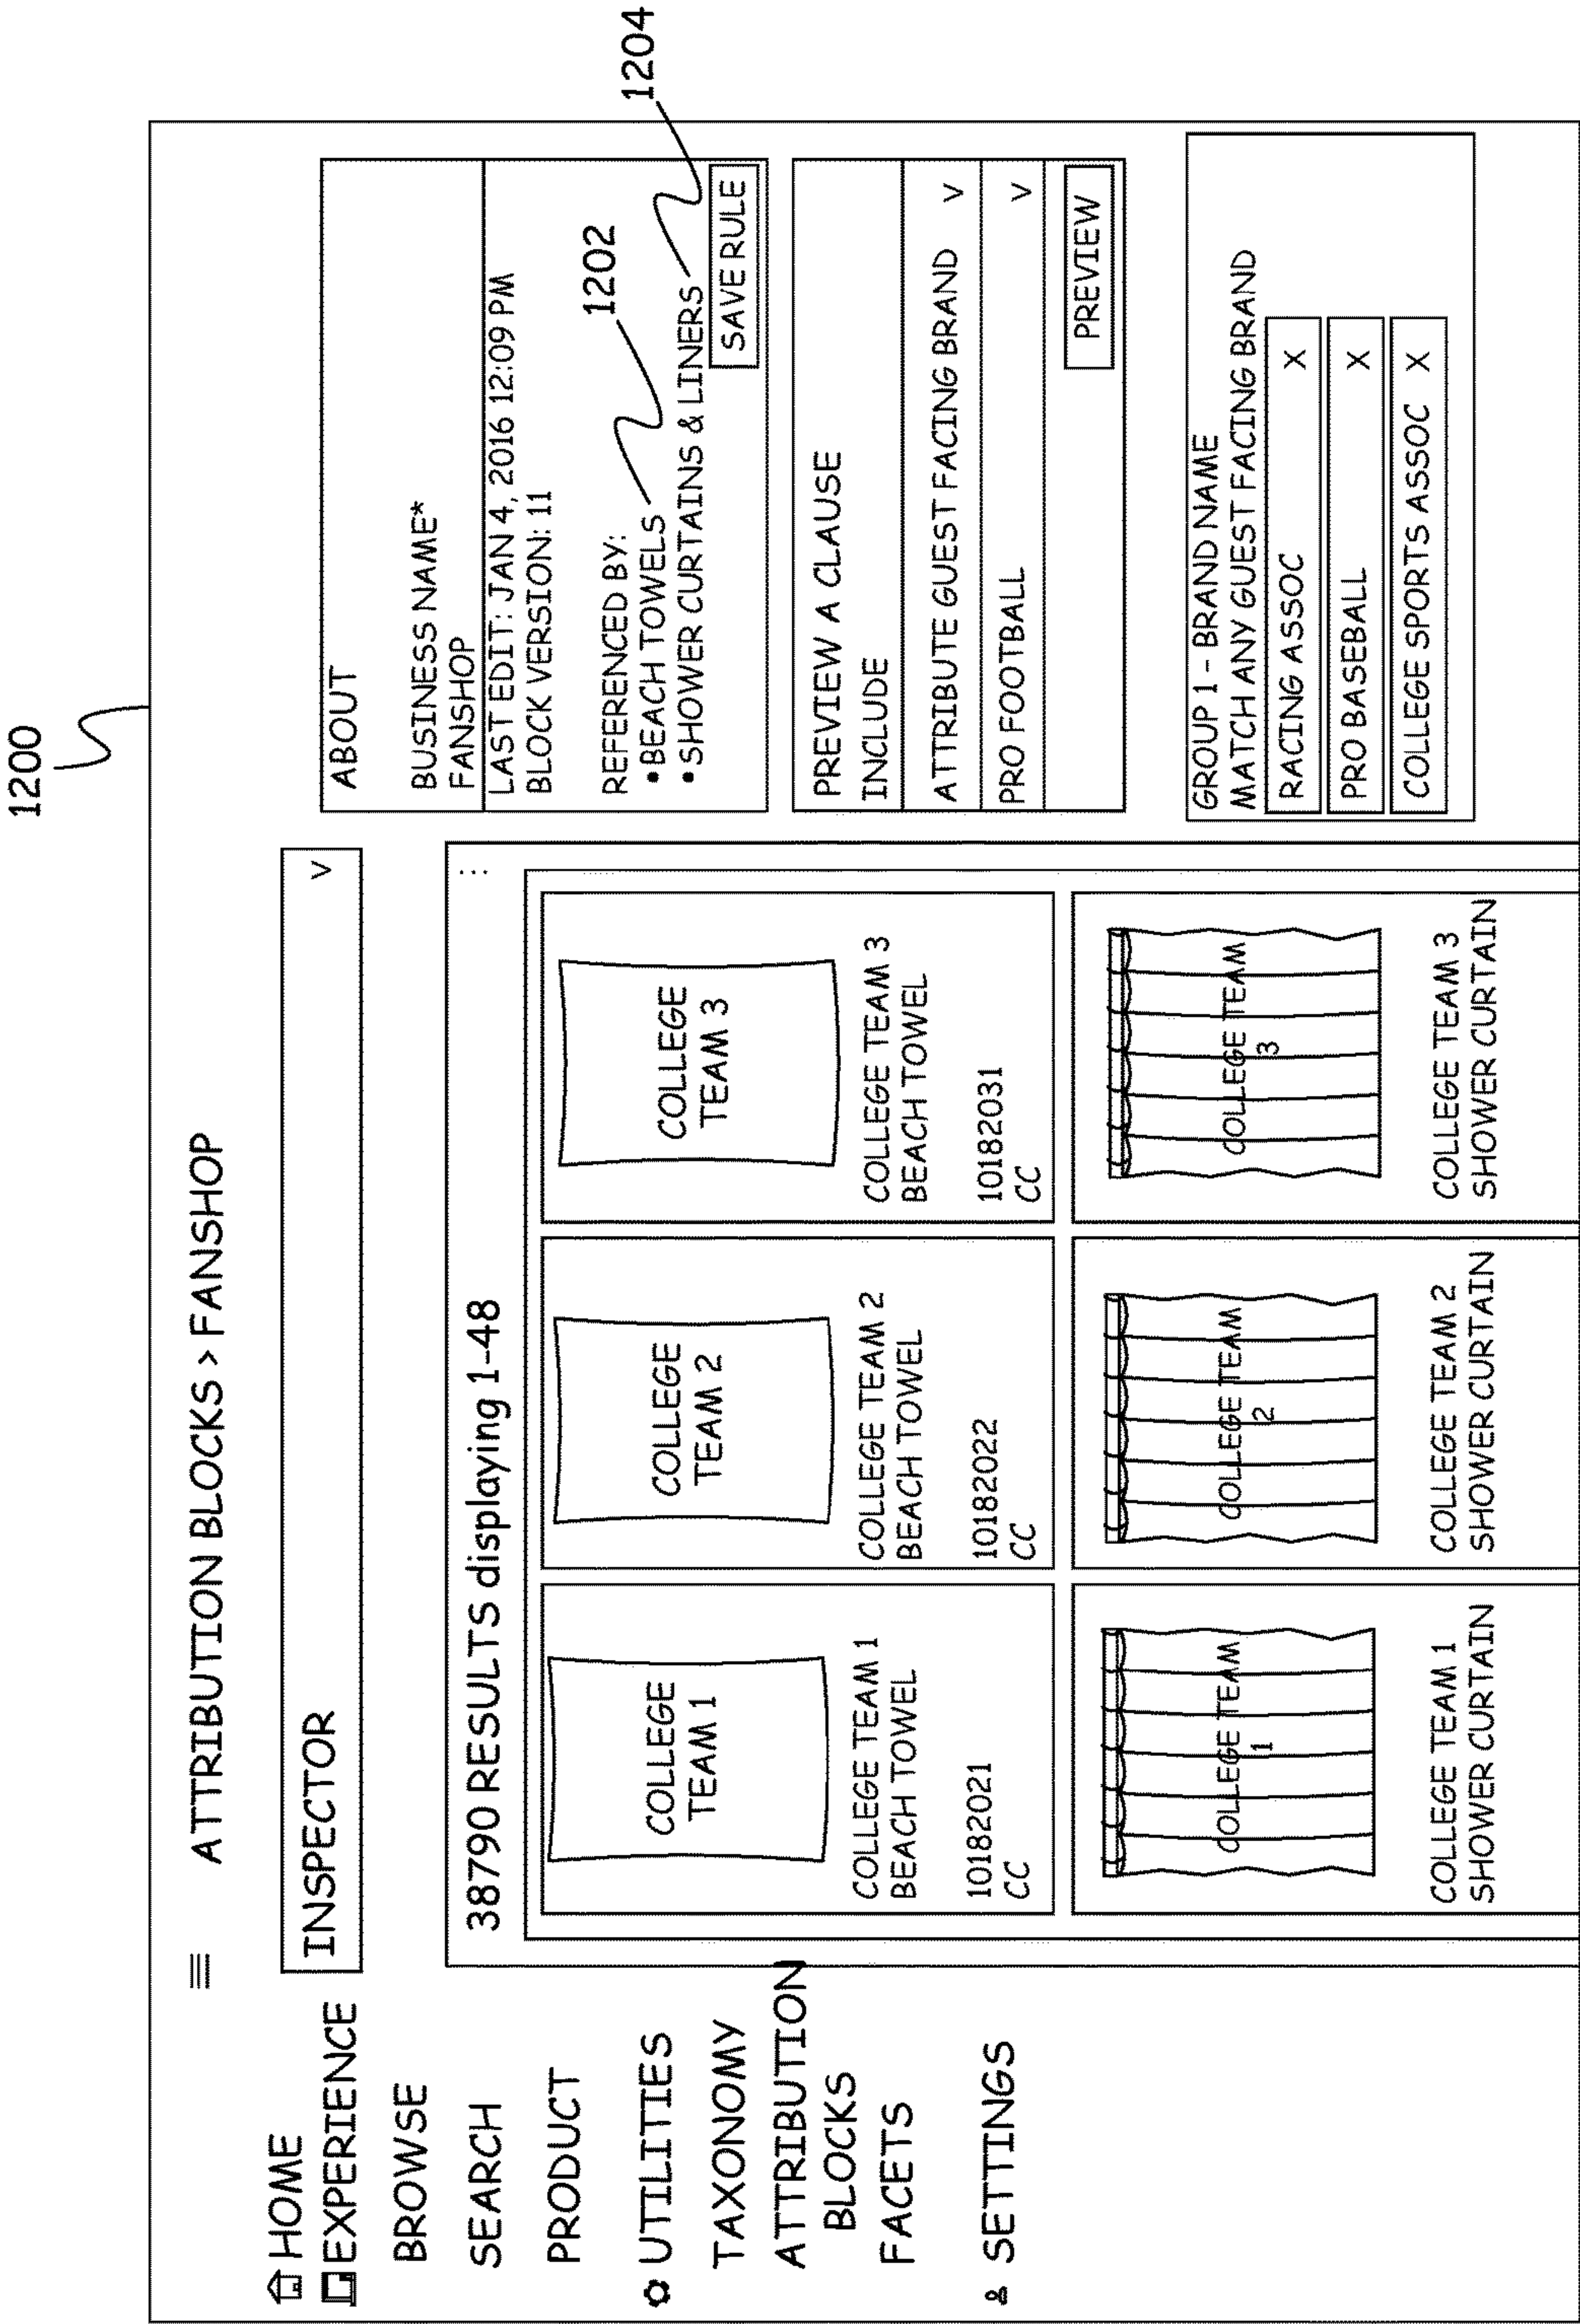 1200
≡ ATTRIBUTION BLOCKS > FANSHOP
HOME
EXPERIENCE
BROWSE
SEARCH
PRODUCT
UTILITIES
TAXONOMY
ATTRIBUTION
BLOCKS
FACETS
SETTINGS
INSPECTOR V
38790 RESULTS displaying 1-48
COLLEGE
TEAM 1
COLLEGE TEAM 1
BEACH TOWEL
10182021
CC
COLLEGE
TEAM 2
COLLEGE TEAM 2
BEACH TOWEL
10182022
CC
COLLEGE
TEAM 3
COLLEGE TEAM 3
BEACH TOWEL
10182031
CC
COLLEGE TEAM
1
COLLEGE TEAM 1
SHOWER CURTAIN
COLLEGE TEAM
2
COLLEGE TEAM 2
SHOWER CURTAIN
COLLEGE TEAM
3
COLLEGE TEAM 3
SHOWER CURTAIN
ABOUT
BUSINESS NAME*
FANSHOP
LAST EDIT: JAN 4, 2016 12:09 PM
BLOCK VERSION: 11
REFERENCED BY:
•BEACH TOWELS
•SHOWER CURTAINS & LINERS
SAVE RULE
1202
1204
PREVIEW A CLAUSE
INCLUDE
ATTRIBUTE GUEST FACING BRAND V
PRO FOOTBALL V
PREVIEW
GROUP 1 - BRAND NAME
MATCH ANY GUEST FACING BRAND
RACING ASSOC X
PRO BASEBALL X
COLLEGE SPORTS ASSOC X